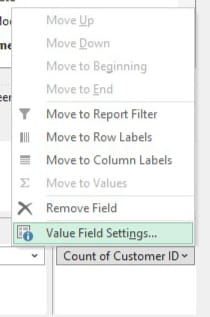 Move Up
Move Down
Move to Beginning
Move to End
Move to Report Filter
Move to Row Labels
Move to Column Labels
Σ Move to Values
Remove Field
Value Field Settings...
Count of Customer ID